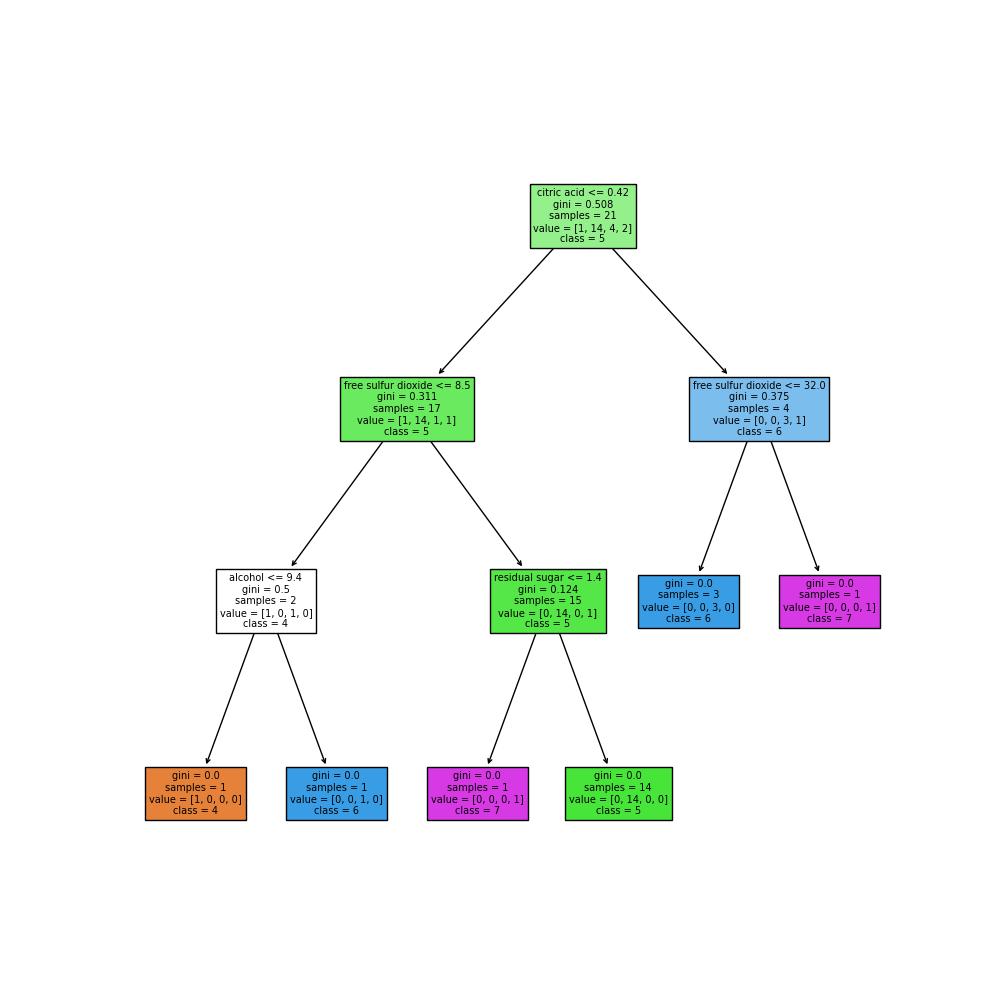 citric acid <= 0.42
gini = 0.508
samples = 21
value = [1, 14, 4, 2]
class = 5
free sulfur dioxide <= 8.5
gini = 0.311
samples = 17
value = [1, 14, 1, 1]
class = 5
free sulfur dioxide <= 32.0
gini = 0.375
samples = 4
value = [0, 0, 3, 1]
class = 6
alcohol <= 9.4
gini = 0.5
samples = 2
value = [1, 0, 1, 0]
class = 4
residual sugar <= 1.4
gini = 0.124
samples = 15
value = [0, 14, 0, 1]
class = 5
gini = 0.0
samples = 3
value = [0, 0, 3, 0]
class = 6
gini = 0.0
samples = 1
value = [0, 0, 0, 1]
class = 7
gini = 0.0
samples = 1
value = [1, 0, 0, 0]
class = 4
gini = 0.0
samples = 1
value = [0, 0, 1, 0]
class = 6
gini = 0.0
samples = 1
value = [0, 0, 0, 1]
class = 7
gini = 0.0
samples = 14
value = [0, 14, 0, 0]
class = 5